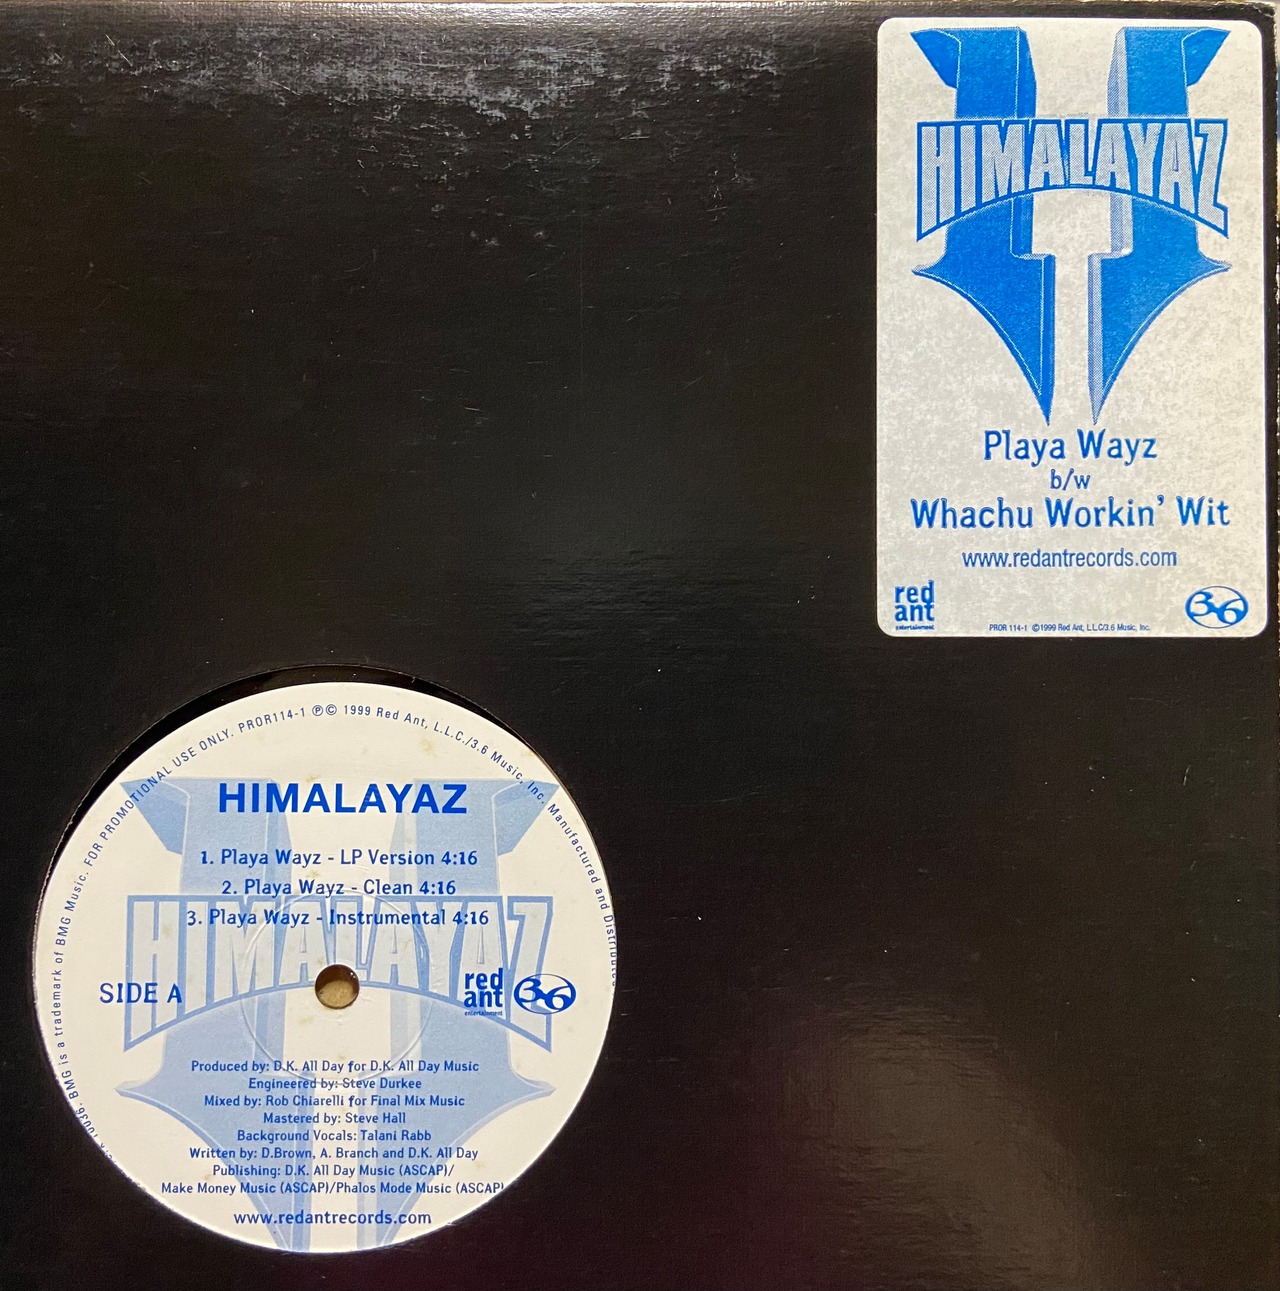 HIMALAYAZ
Playa Wayz
b/w
Whachu Workin' Wit
www.redantrecords.com
red
ant
entertainment
3.6
PROR 114-1 ©1999 Red Ant, L.L.C/3.6 Music, Inc.
BMG is a trademark of BMG Music. FOR PROMOTIONAL USE ONLY. PROR114-1 ℗© 1999 Red Ant, L.L.C./3.6 Music, Inc. Manufactured and
HIMALAYAZ
1. Playa Wayz - LP Version 4:16
2. Playa Wayz - Clean 4:16
3. Playa Wayz - Instrumental 4:16
HIMALAYAZ
SIDE A
red
ant
entertainment
3.6
Produced by: D.K. All Day for D.K. All Day Music
Engineered by: Steve Durkee
Mixed by: Rob Chiarelli for Final Mix Music
Mastered by: Steve Hall
Background Vocals: Talani Rabb
Written by: D.Brown, A. Branch and D.K. All Day
Publishing: D.K. All Day Music (ASCAP)/
Make Money Music (ASCAP)/Phalos Mode Music (ASCAP)
www.redantrecords.com